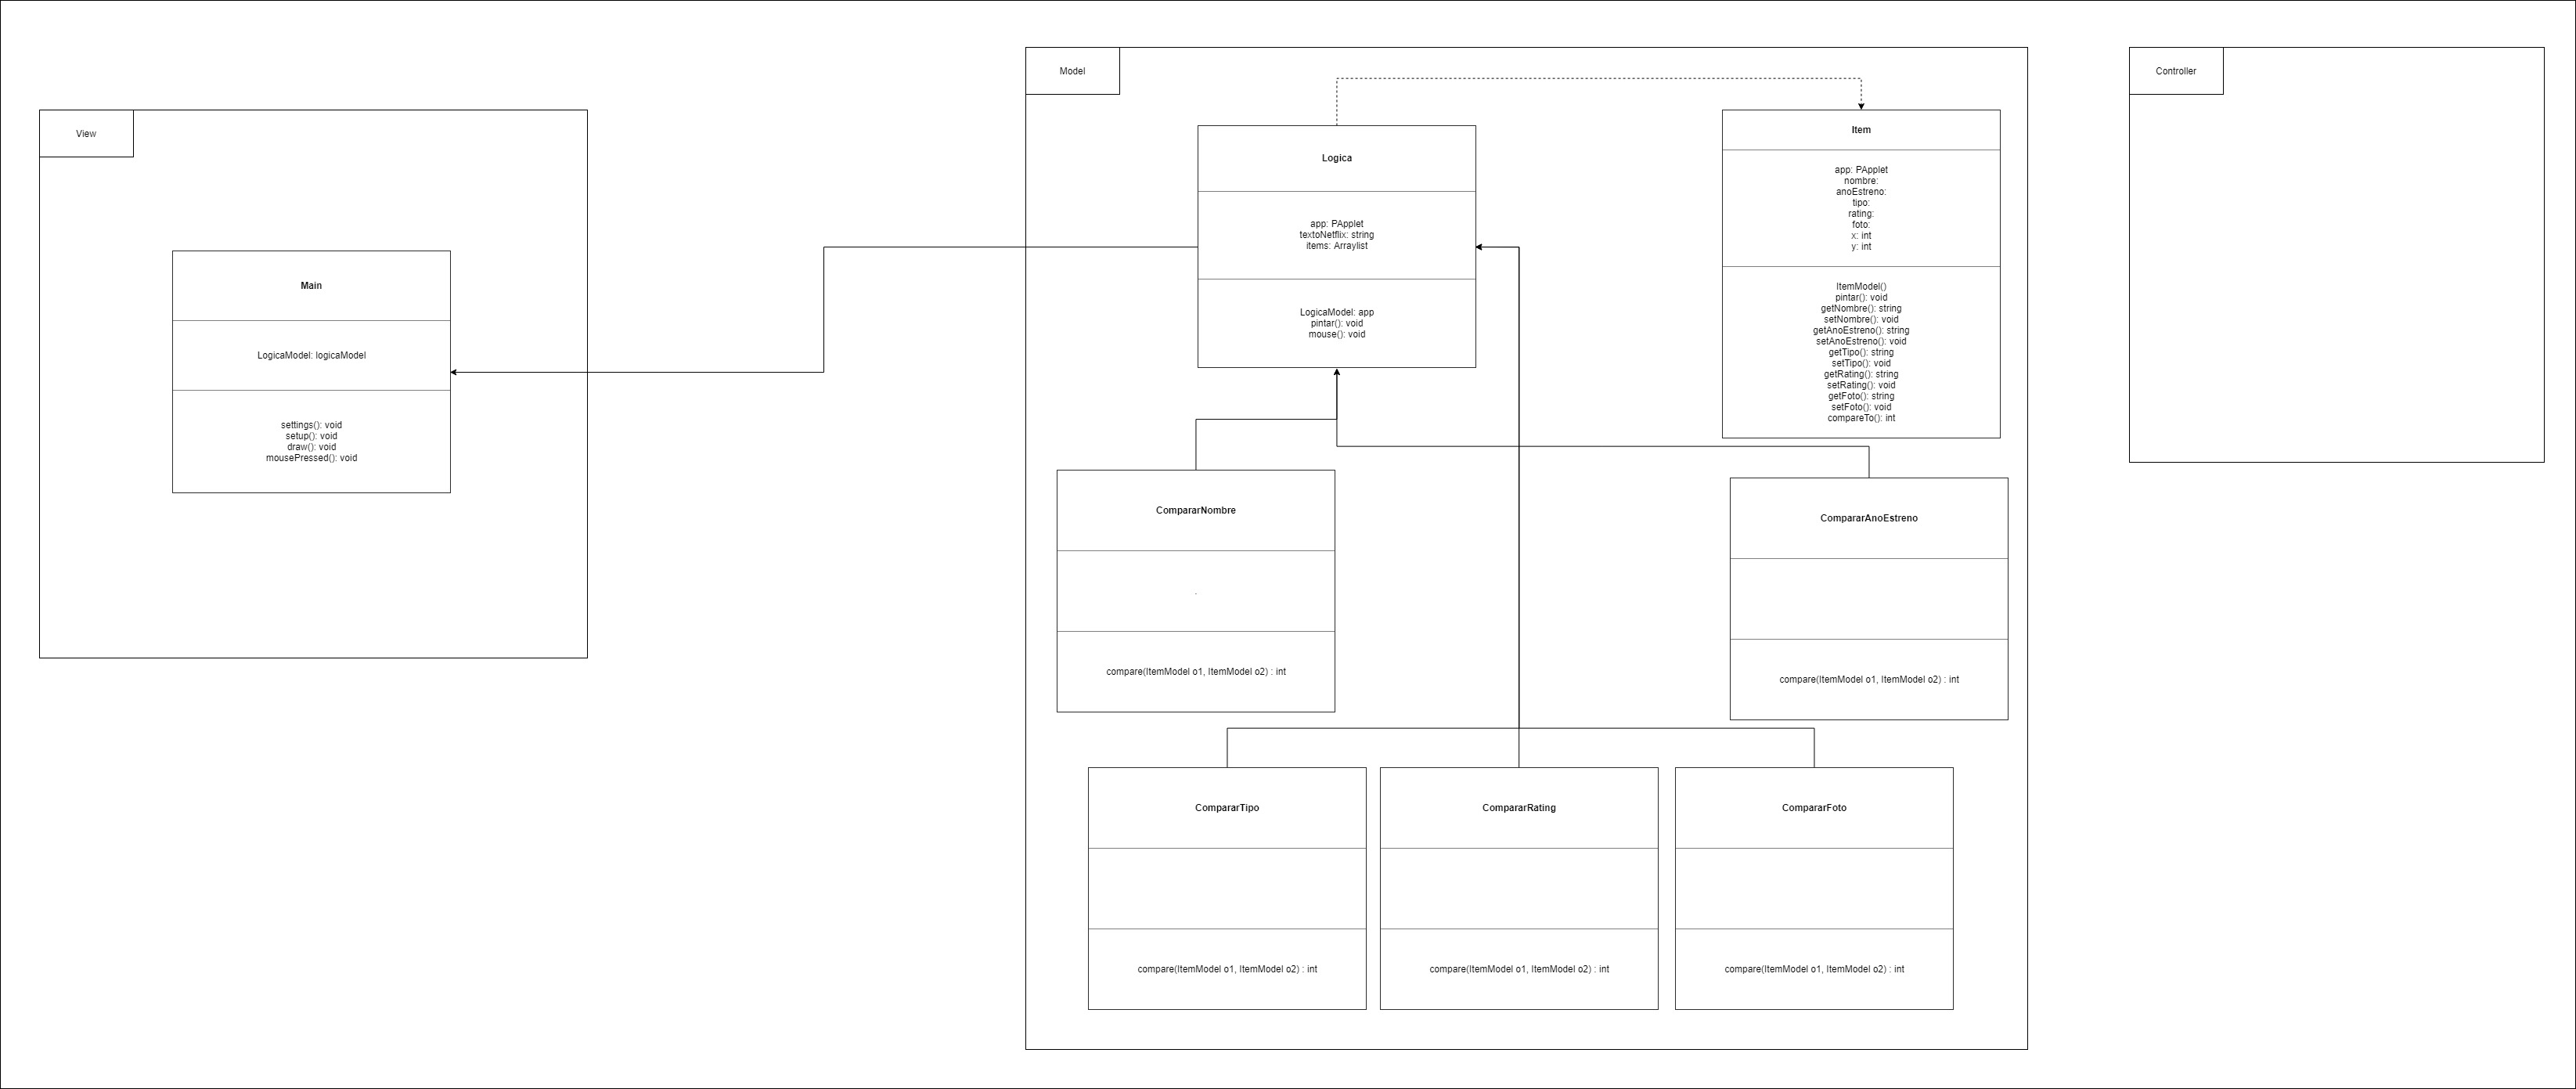 View
Main
LogicaModel: logicaModel
settings(): void
setup(): void
draw(): void
mousePressed(): void
Model
Logica
app: PApplet
textoNetflix: string
items: Arraylist
LogicaModel: app
pintar(): void
mouse(): void
Item
app: PApplet
nombre:
anoEstreno:
tipo:
rating:
foto:
x: int
y: int
ItemModel()
pintar(): void
getNombre(): string
setNombre(): void
getAnoEstreno(): string
setAnoEstreno(): void
getTipo(): string
setTipo(): void
getRating(): string
setRating(): void
getFoto(): string
setFoto(): void
compareTo(): int
CompararNombre
.
compare(ItemModel o1, ItemModel o2) : int
CompararAnoEstreno
compare(ItemModel o1, ItemModel o2) : int
CompararTipo
compare(ItemModel o1, ItemModel o2) : int
CompararRating
compare(ItemModel o1, ItemModel o2) : int
CompararFoto
compare(ItemModel o1, ItemModel o2) : int
Controller